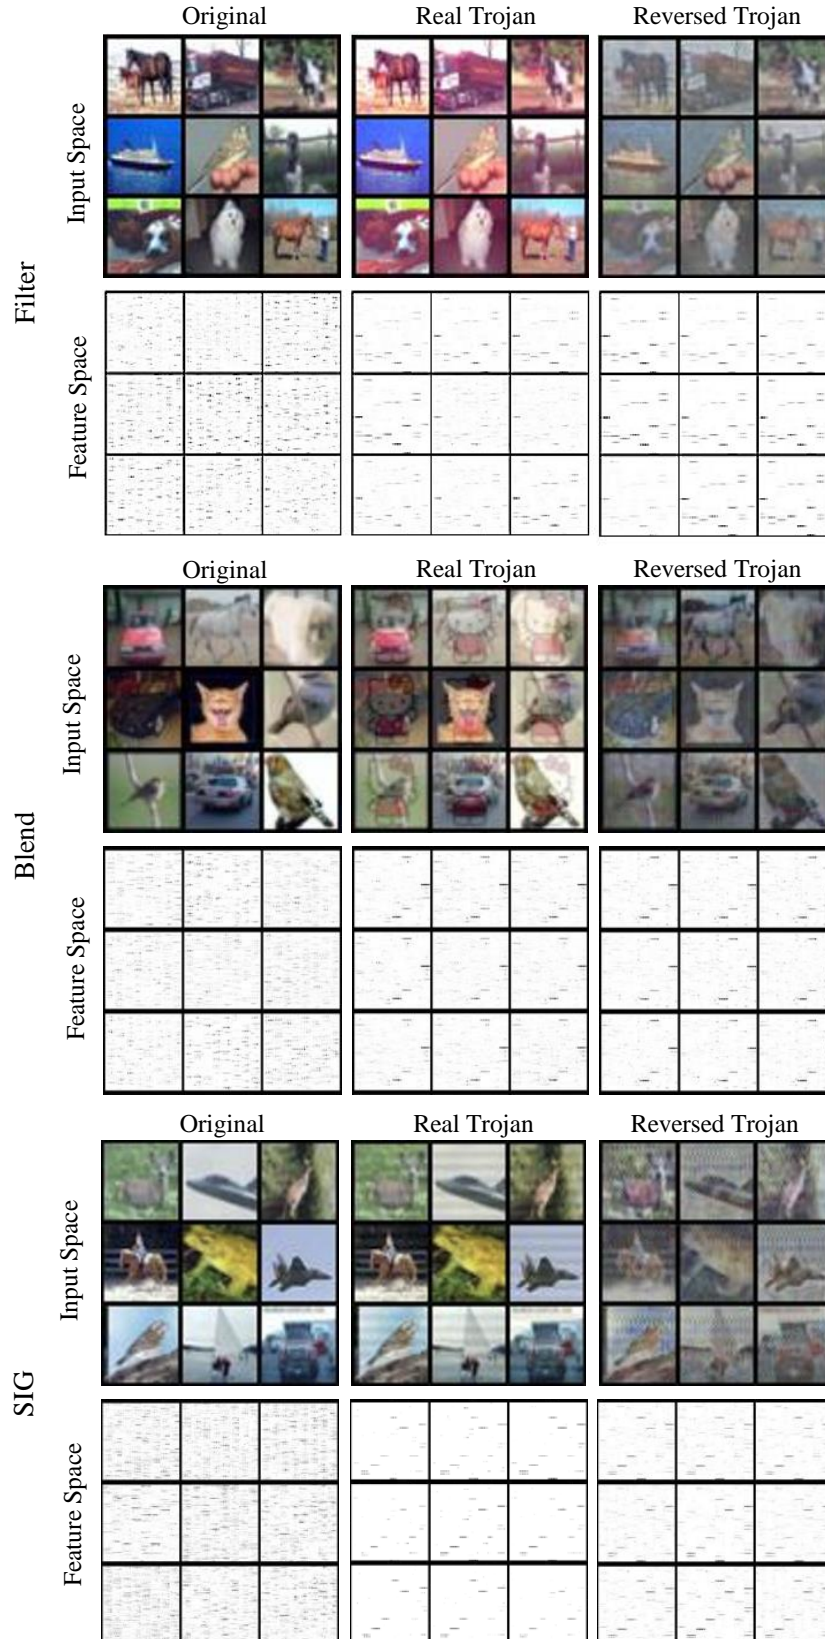 Original Real Trojan Reversed Trojan
Input Space
Filter
Feature Space
Original Real Trojan Reversed Trojan
Input Space
Blend
Feature Space
Original Real Trojan Reversed Trojan
Input Space
SIG
Feature Space